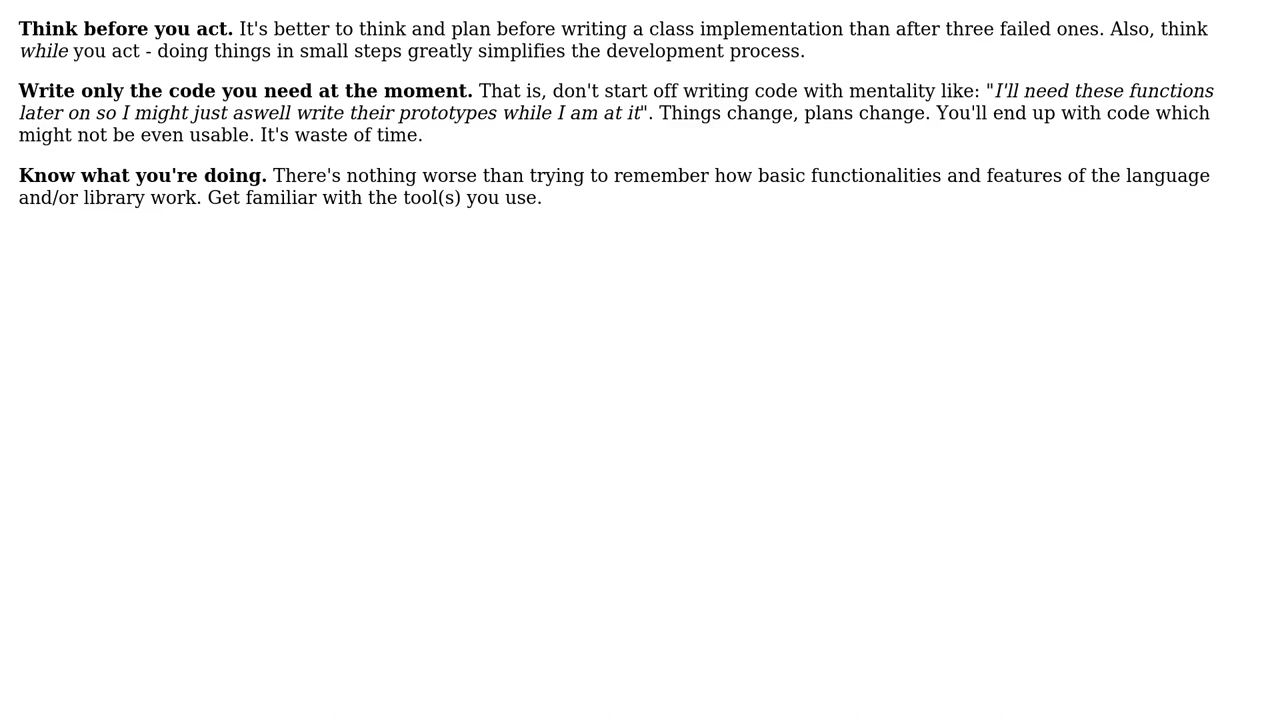 Think before you act. It's better to think and plan before writing a class implementation than after three failed ones. Also, think
while you act - doing things in small steps greatly simplifies the development process.
Write only the code you need at the moment. That is, don't start off writing code with mentality like: "I'll need these functions
later on so I might just aswell write their prototypes while I am at it". Things change, plans change. You'll end up with code which
might not be even usable. It's waste of time.
Know what you're doing. There's nothing worse than trying to remember how basic functionalities and features of the language
and/or library work. Get familiar with the tool(s) you use.